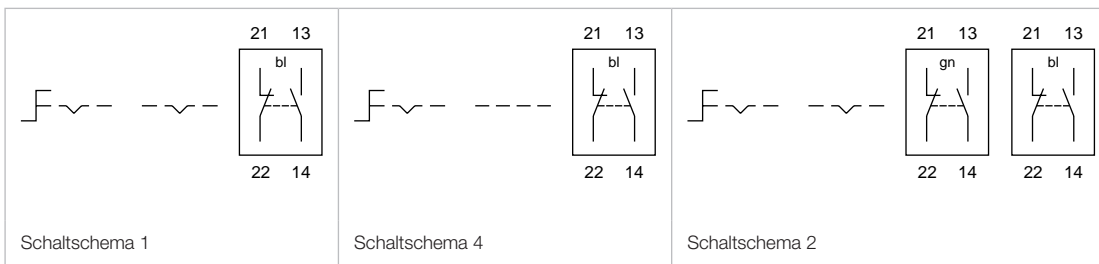 21 13
bl
22 14
Schaltschema 1
21 13
bl
22 14
Schaltschema 4
21 13
gn
22 14
21 13
bl
22 14
Schaltschema 2